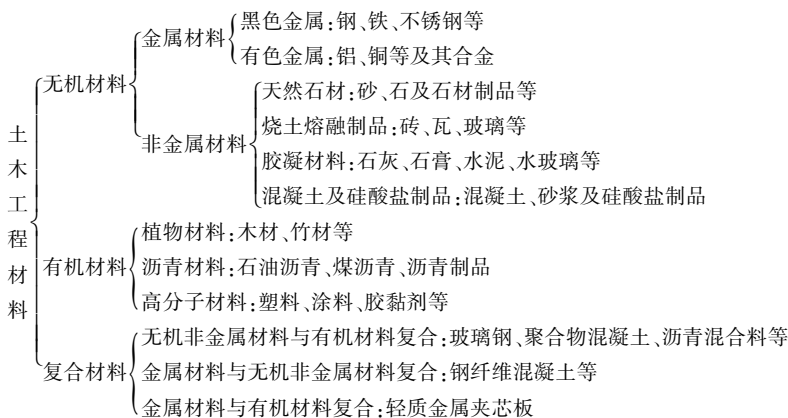 土木工程材料
无机材料
金属材料
黑色金属:钢、铁、不锈钢等
有色金属:铝、铜等及其合金
非金属材料
天然石材:砂、石及石材制品等
烧土熔融制品:砖、瓦、玻璃等
胶凝材料:石灰、石膏、水泥、水玻璃等
混凝土及硅酸盐制品:混凝土、砂浆及硅酸盐制品
有机材料
植物材料:木材、竹材等
沥青材料:石油沥青、煤沥青、沥青制品
高分子材料:塑料、涂料、胶黏剂等
复合材料
无机非金属材料与有机材料复合:玻璃钢、聚合物混凝土、沥青混合料等
金属材料与无机非金属材料复合:钢纤维混凝土等
金属材料与有机材料复合:轻质金属夹芯板